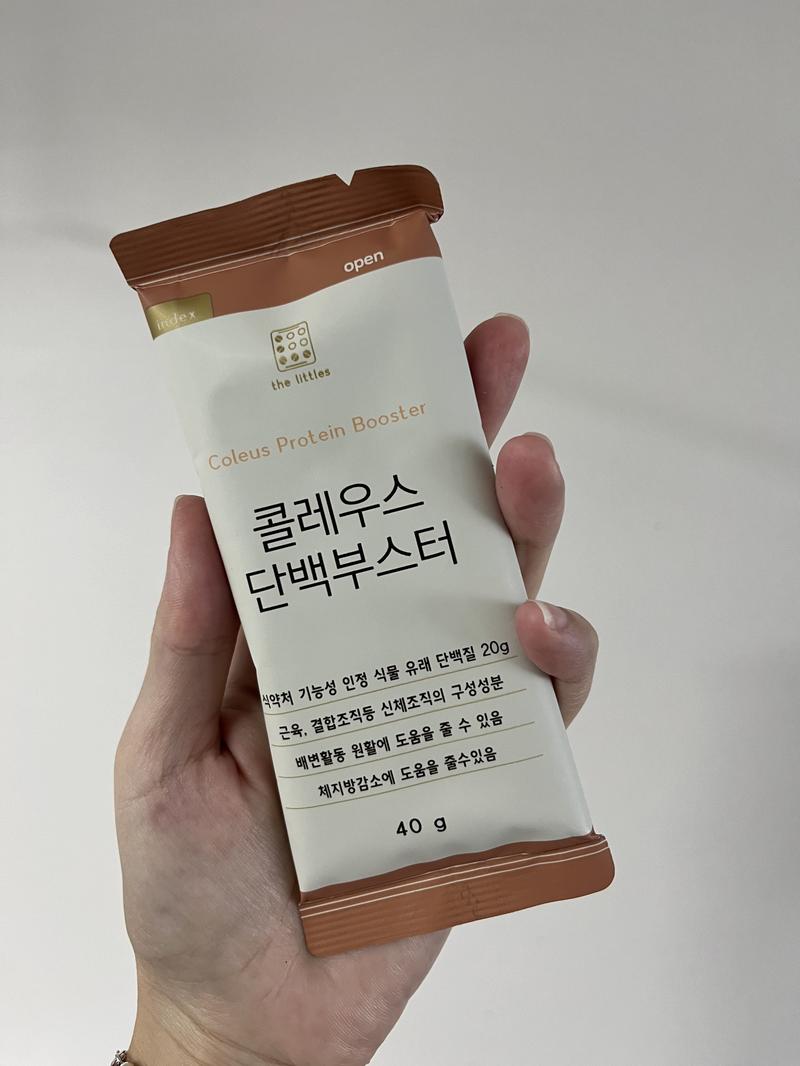 open
index
the littles
Coleus Protein Booster
콜레우스
단백부스터
식약처 기능성 인정 식물 유래 단백질 20g
근육, 결합조직등 신체조직의 구성성분
배변활동 원활에 도움을 줄 수 있음
체지방감소에 도움을 줄수있음
40 g